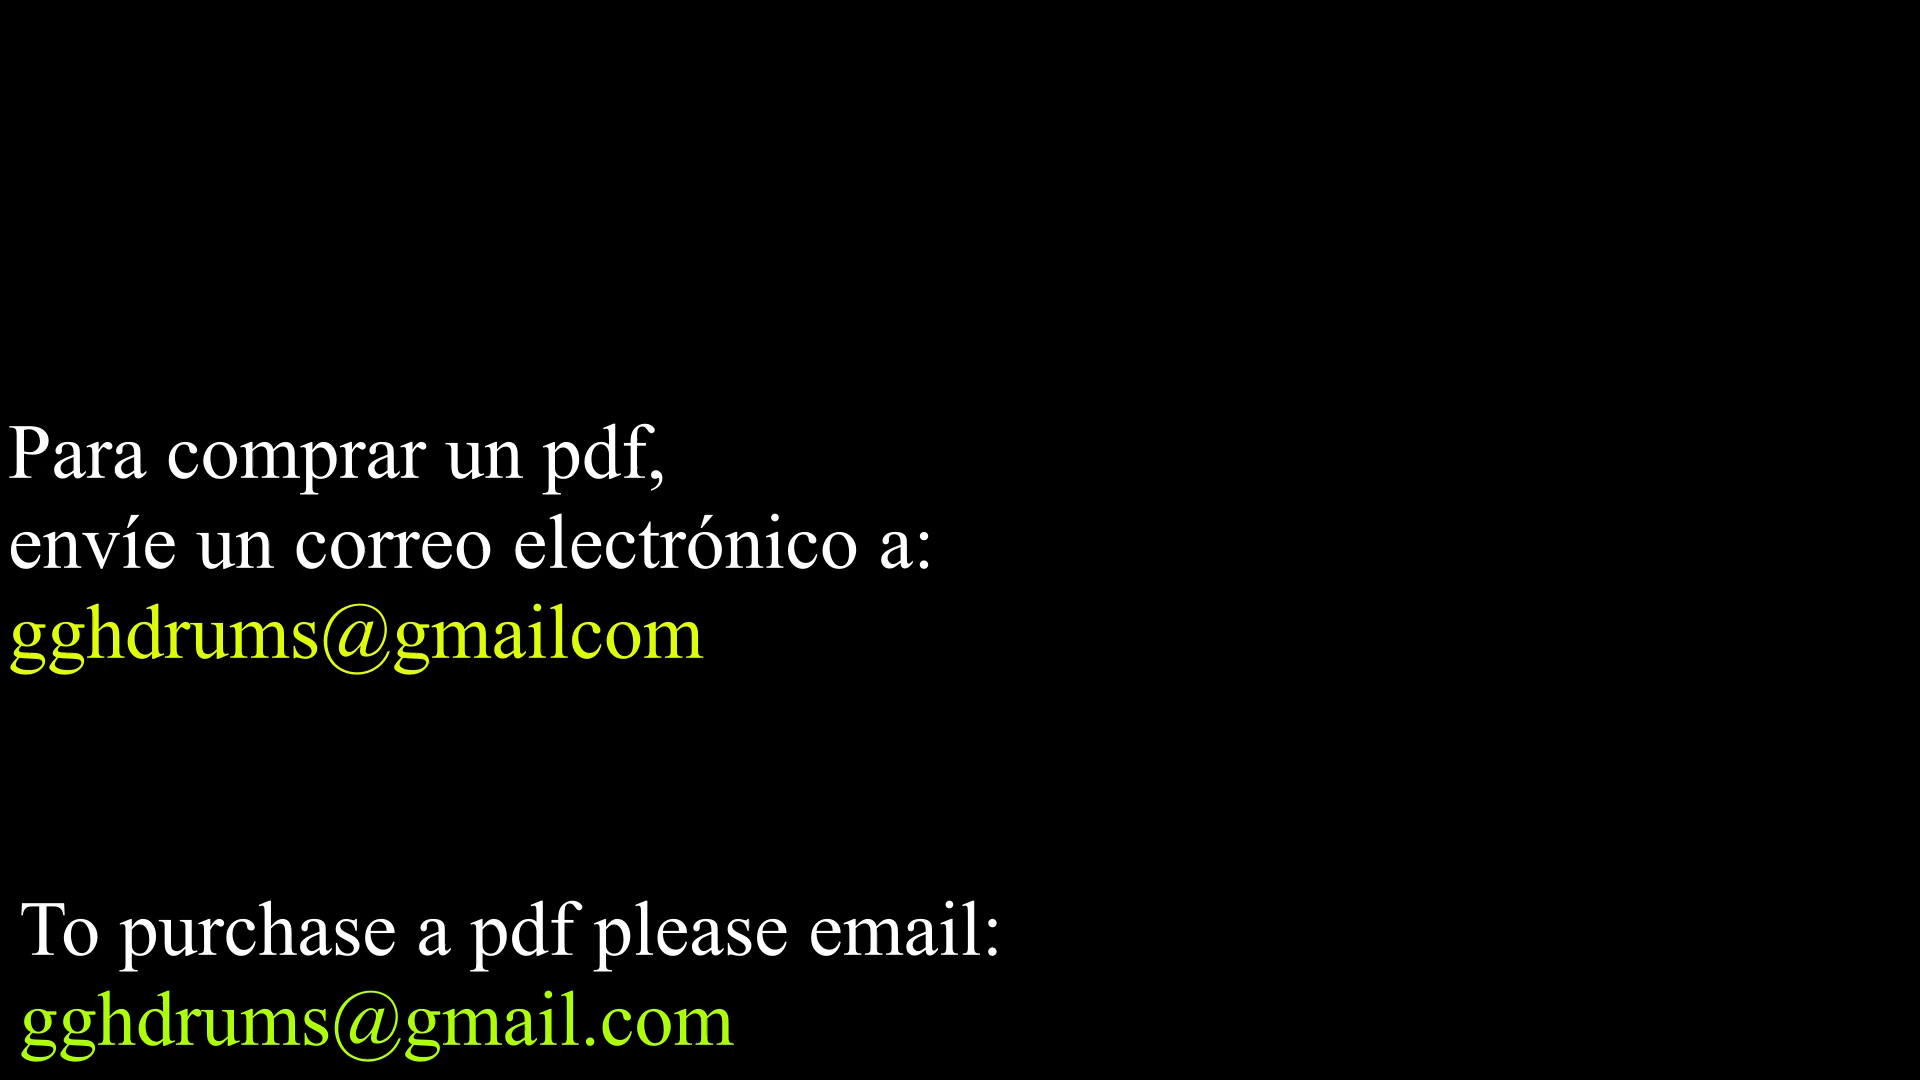 Para comprar un pdf,
envíe un correo electrónico a:
gghdrums@gmailcom
To purchase a pdf please email:
gghdrums@gmail.com